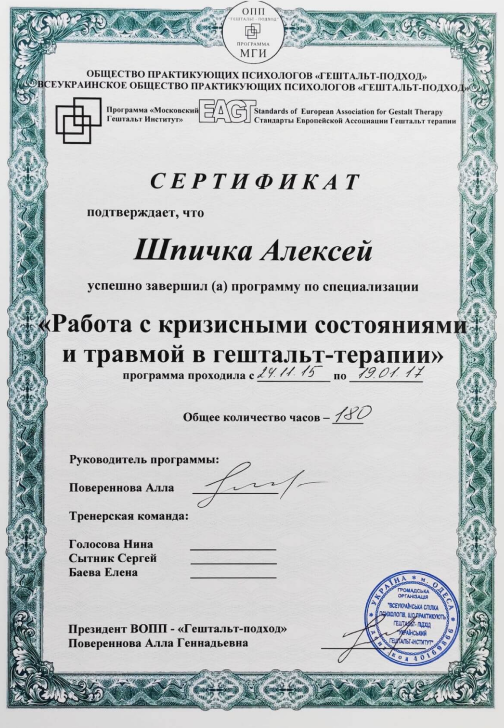 ОПП
"ГЕШТАЛЬТ-ПОДХОД"
ПРОГРАММА
МГИ
ОБЩЕСТВО ПРАКТИКУЮЩИХ ПСИХОЛОГОВ «ГЕШТАЛЬТ-ПОДХОД»
ВСЕУКРАИНСКОЕ ОБЩЕСТВО ПРАКТИКУЮЩИХ ПСИХОЛОГОВ «ГЕШТАЛЬТ-ПОДХОД»
Программа «Московский
Гештальт Институт»
EAGT
Standards of European Association for Gestalt Therapy
Стандарты Европейской Ассоциации Гештальт терапии
СЕРТИФИКАТ
подтверждает, что
Шпичка Алексей
успешно завершил (а) программу по специализации
«Работа с кризисными состояниями
и травмой в гештальт-терапии»
программа проходила с 24.11.15 по 19.01.17
Общее количество часов – 180
Руководитель программы:
Повереннова Алла
Тренерская команда:
Голосова Нина
Сытник Сергей
Баева Елена
Президент ВОПП - «Гештальт-подход»
Повереннова Алла Геннадьевна
УКРАЇНА м. ОДЕСА
ГРОМАДСЬКА
ОРГАНІЗАЦІЯ
"ВСЕУКРАЇНСЬКА СПІЛКА
ПСИХОЛОГІВ, ЩО ПРАКТИКУЮТЬ
ГЕШТАЛЬТ- ПІДХІД
УКРАЇНСЬКИЙ
ГЕШТАЛЬТ-ІНСТИТУТ"
40169866